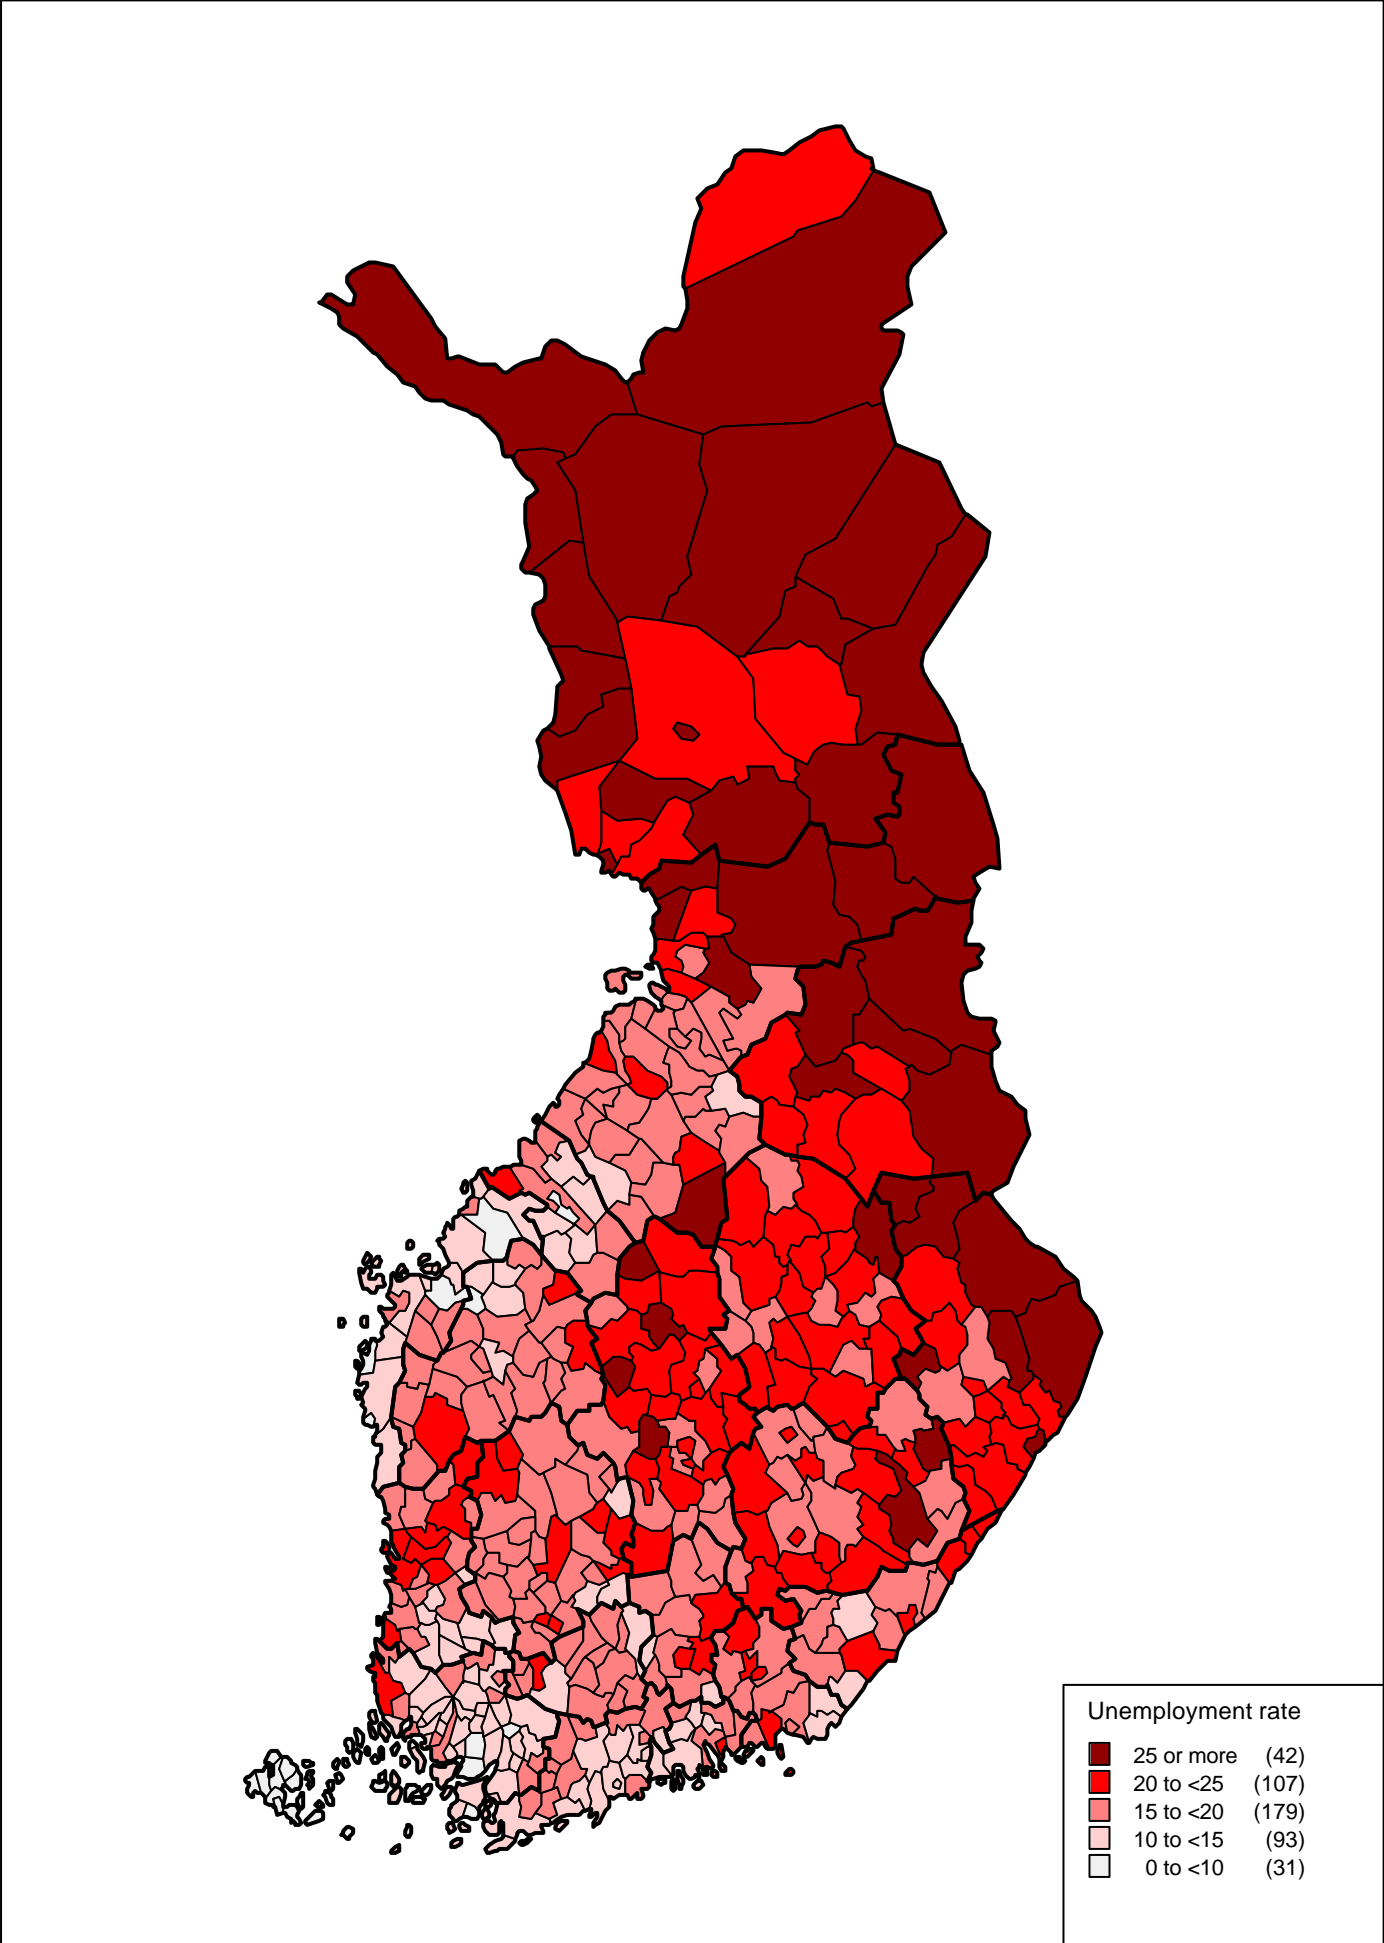 Unemployment rate
25 or more (42)
20 to <25 (107)
15 to <20 (179)
10 to <15 (93)
0 to <10 (31)